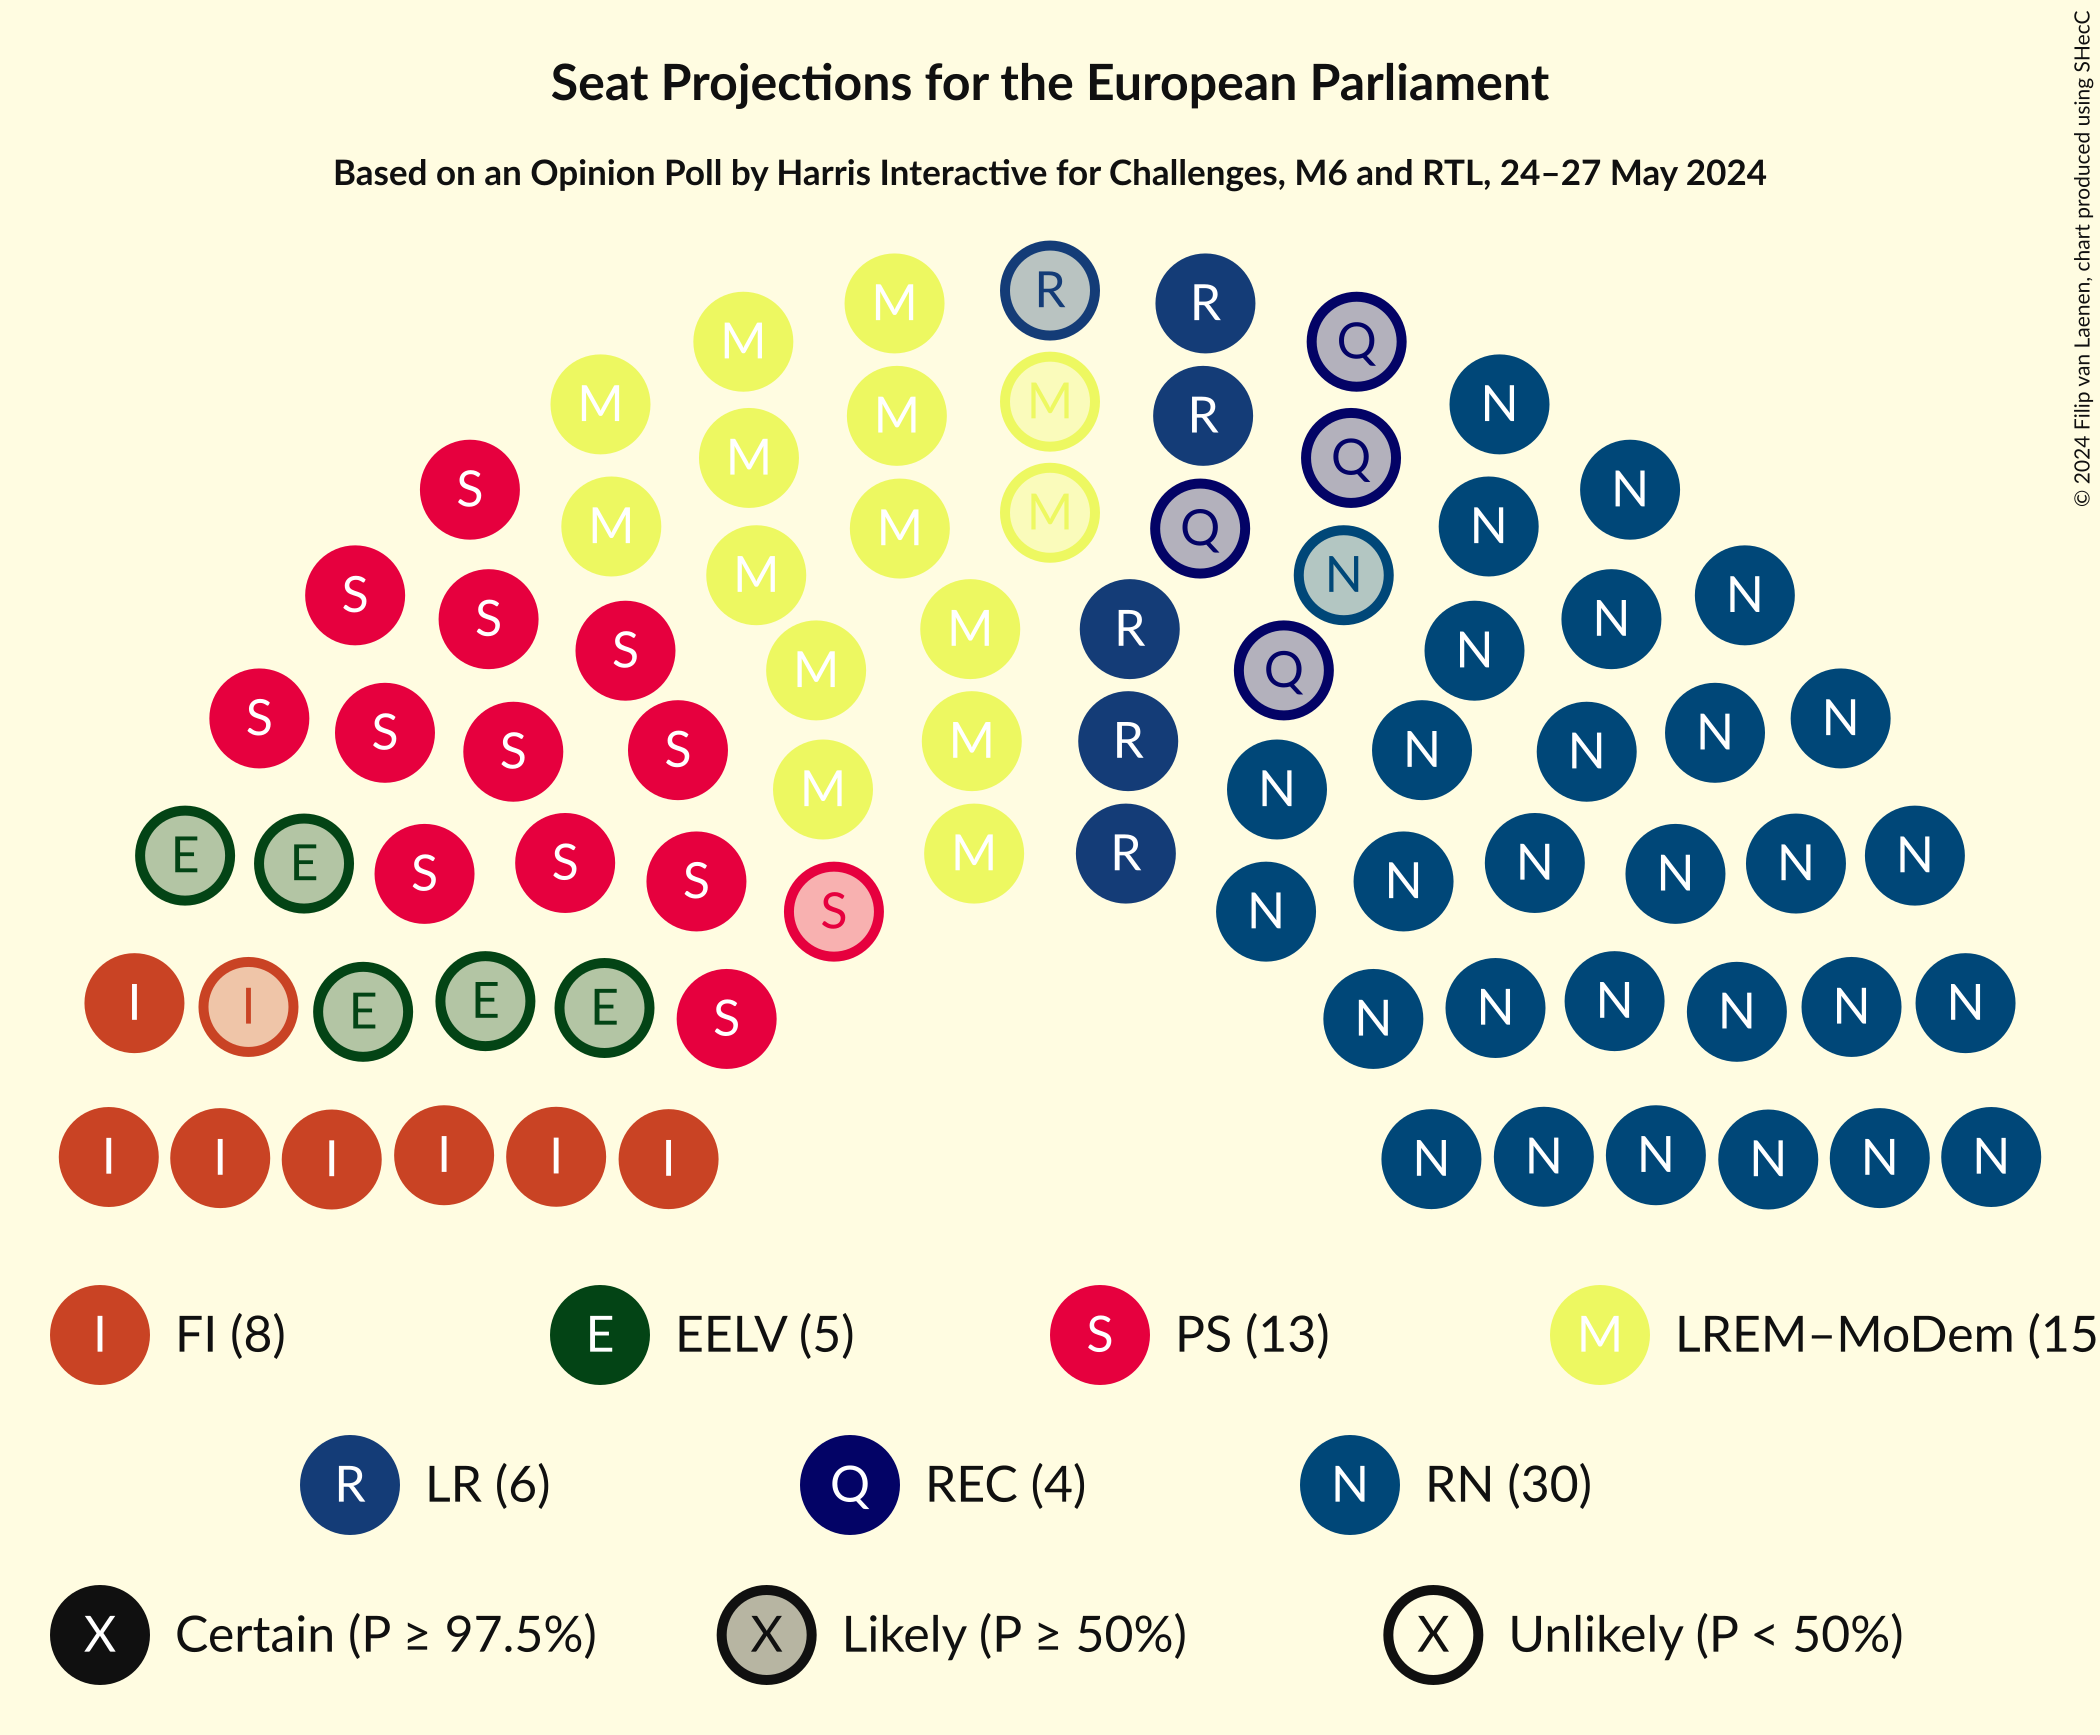 Seat Projections for the European Parliament
Based on an Opinion Poll by Harris Interactive for Challenges, M6 and RTL, 24–27 May 2024
© 2024 Filip van Laenen, chart produced using SHecC
M M R R Q
M N
M M R Q
S M M N N
M M Q
S S M N N N
S M R N
M Q
S S S S M R N N N N
M N
E E S S S M R N N N N N
S N
I I E E E S N N N N N N
I I I I I I N N N N N N
I FI (8) E EELV (5) S PS (13) M LREM–MoDem (15
R LR (6) Q REC (4) N RN (30)
X Certain (P ≥ 97.5%) X Likely (P ≥ 50%) X Unlikely (P < 50%)